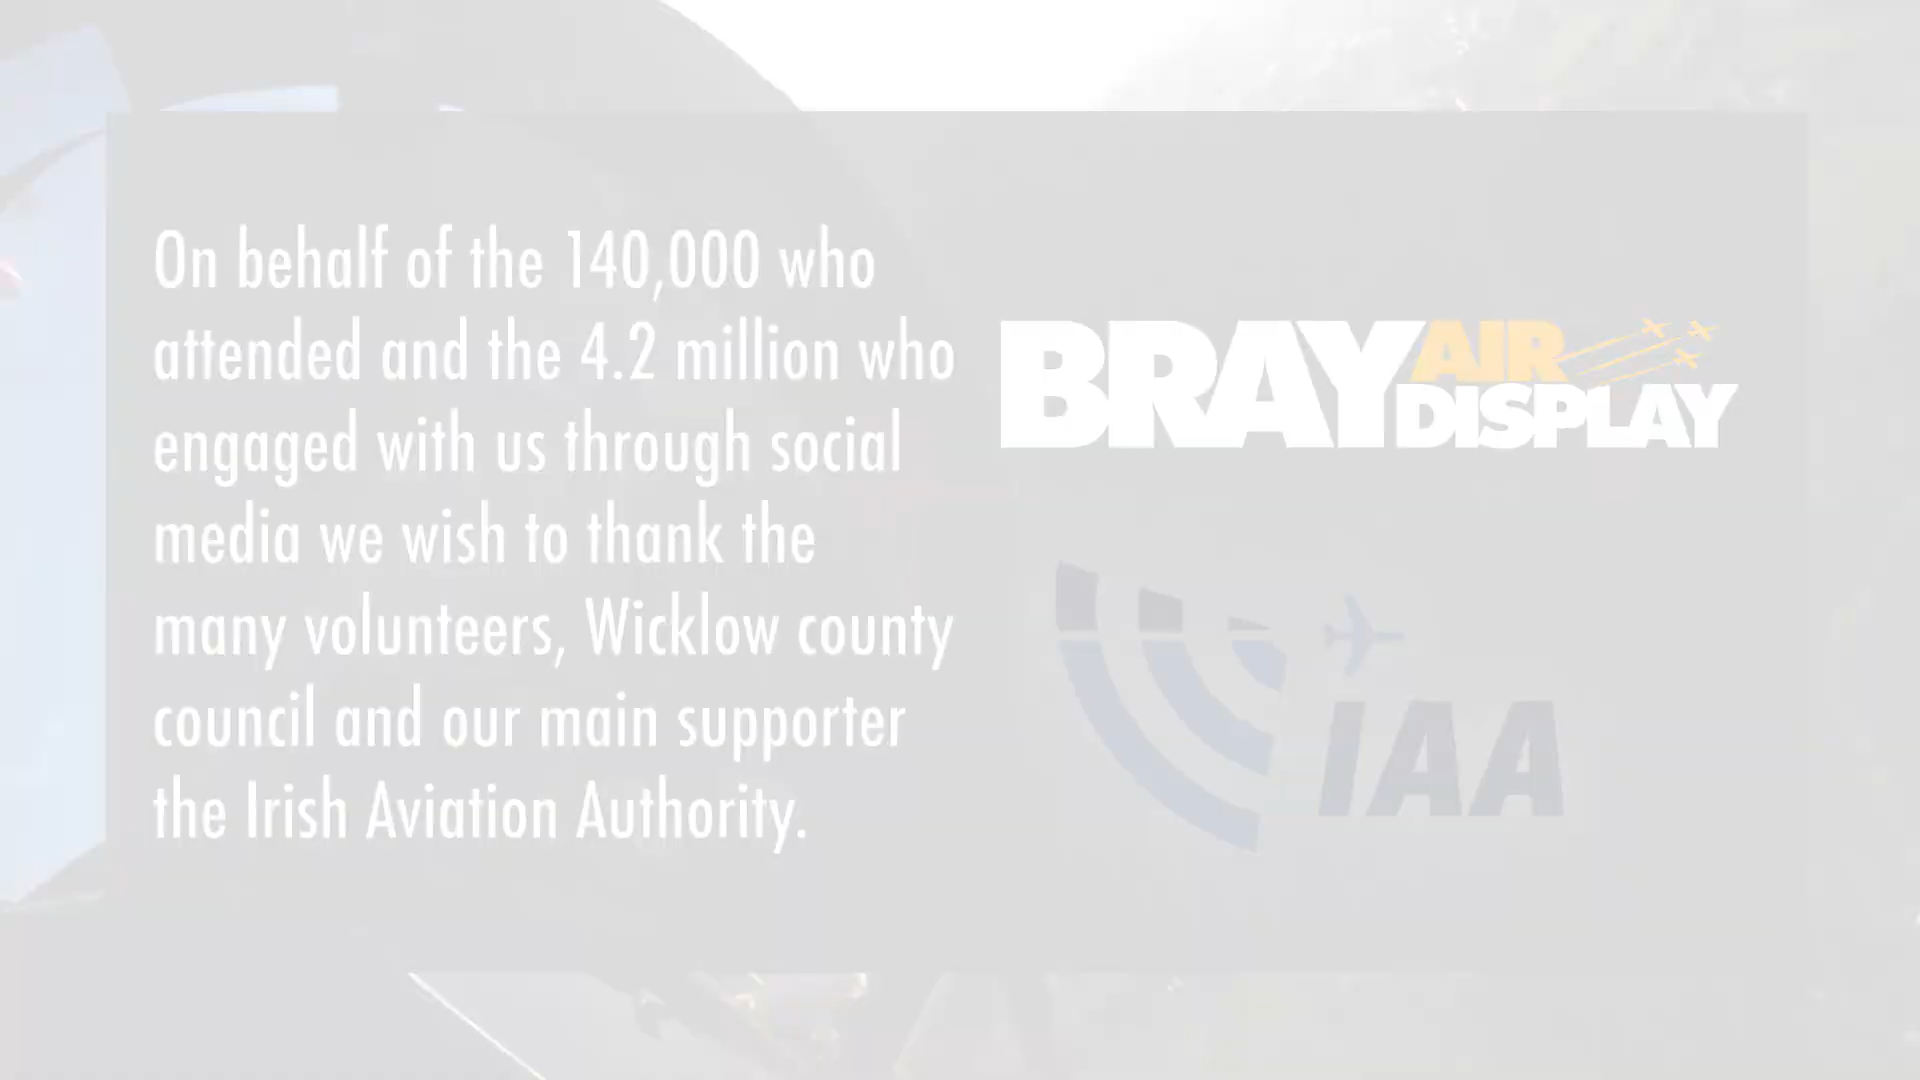 On behalf of the 140,000 who
attended and the 4.2 million who
engaged with us through social
media we wish to thank the
many volunteers, Wicklow county
council and our main supporter
the Irish Aviation Authority.
BRAY AIR
DISPLAY
IAA